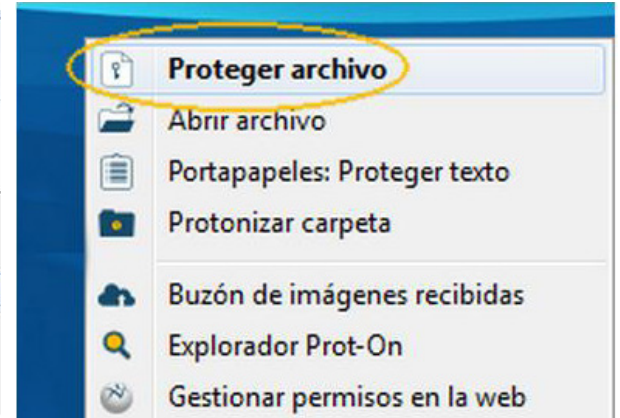 Proteger archivo
Abrir archivo
Portapapeles: Proteger texto
Protonizar carpeta
Buzón de imágenes recibidas
Explorador Prot-On
Gestionar permisos en la web